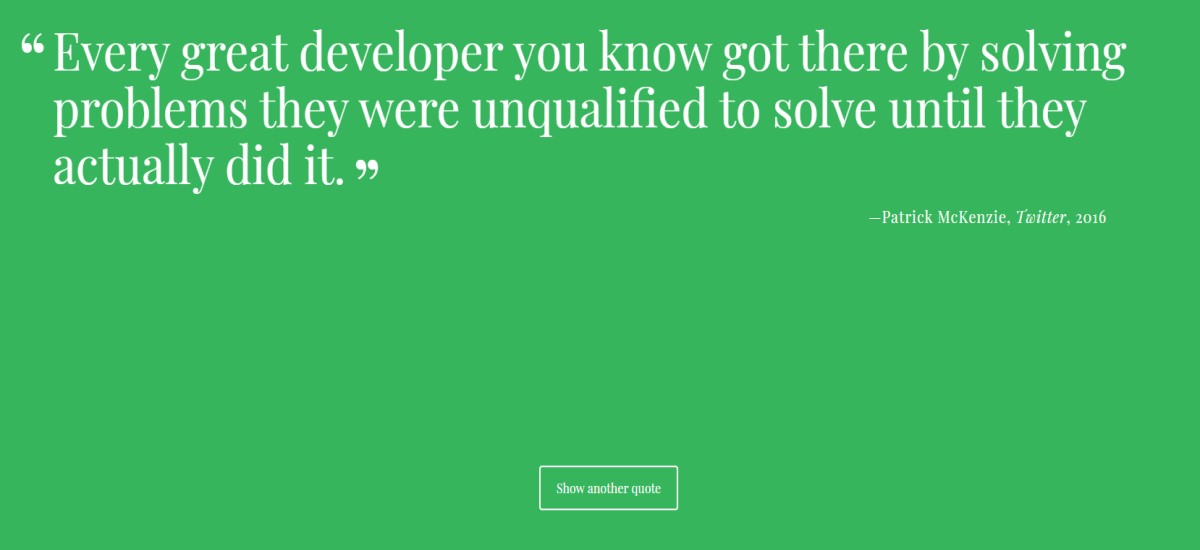 “Every great developer you know got there by solving
problems they were unqualified to solve until they
actually did it.”
—Patrick McKenzie, Twitter, 2016
Show another quote